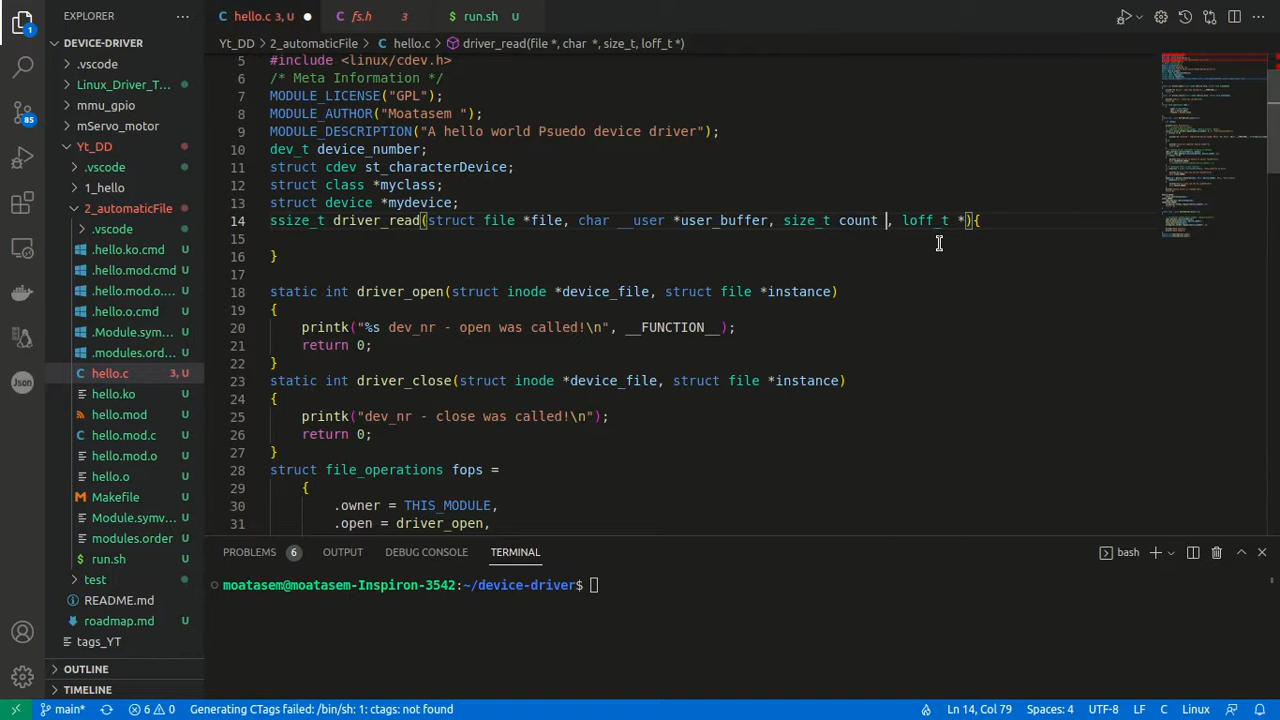 EXPLORER
hello.c 3, U
fs.h 3
run.sh U
DEVICE-DRIVER
Yt_DD > 2_automaticFile > hello.c > driver_read(file *, char *, size_t, loff_t *)
.vscode
Linux_Driver_T...
mmu_gpio
mServo_motor
Yt_DD
.vscode
1_hello
2_automaticFile
.vscode
.hello.ko.cmd U
.hello.mod.cmd U
.hello.mod.o... U
.hello.o.cmd U
.Module.sym... U
.modules.ord... U
hello.c 3, U
hello.ko U
hello.mod U
hello.mod.c U
hello.mod.o U
hello.o U
Makefile U
Module.symv... U
modules.order U
run.sh U
test
README.md
roadmap.md U
tags_YT
OUTLINE
TIMELINE
1
85
Json
5 #include <linux/cdev.h>
6 /* Meta Information */
7 MODULE_LICENSE("GPL");
8 MODULE_AUTHOR("Moatasem ");
9 MODULE_DESCRIPTION("A hello world Psuedo device driver");
10 dev_t device_number;
11 struct cdev st_characterDevice;
12 struct class *myclass;
13 struct device *mydevice;
14 ssize_t driver_read(struct file *file, char __user *user_buffer, size_t count , loff_t *){
15
16 }
17
18 static int driver_open(struct inode *device_file, struct file *instance)
19 {
20 printk("%s dev_nr - open was called!\n", __FUNCTION__);
21 return 0;
22 }
23 static int driver_close(struct inode *device_file, struct file *instance)
24 {
25 printk("dev_nr - close was called!\n");
26 return 0;
27 }
28 struct file_operations fops =
29 {
30 .owner = THIS_MODULE,
31 .open = driver_open,
PROBLEMS 6 OUTPUT DEBUG CONSOLE TERMINAL bash
moatasem@moatasem-Inspiron-3542:~/device-driver$
main* 6 0 Generating CTags failed: /bin/sh: 1: ctags: not found Ln 14, Col 79 Spaces: 4 UTF-8 LF C Linux